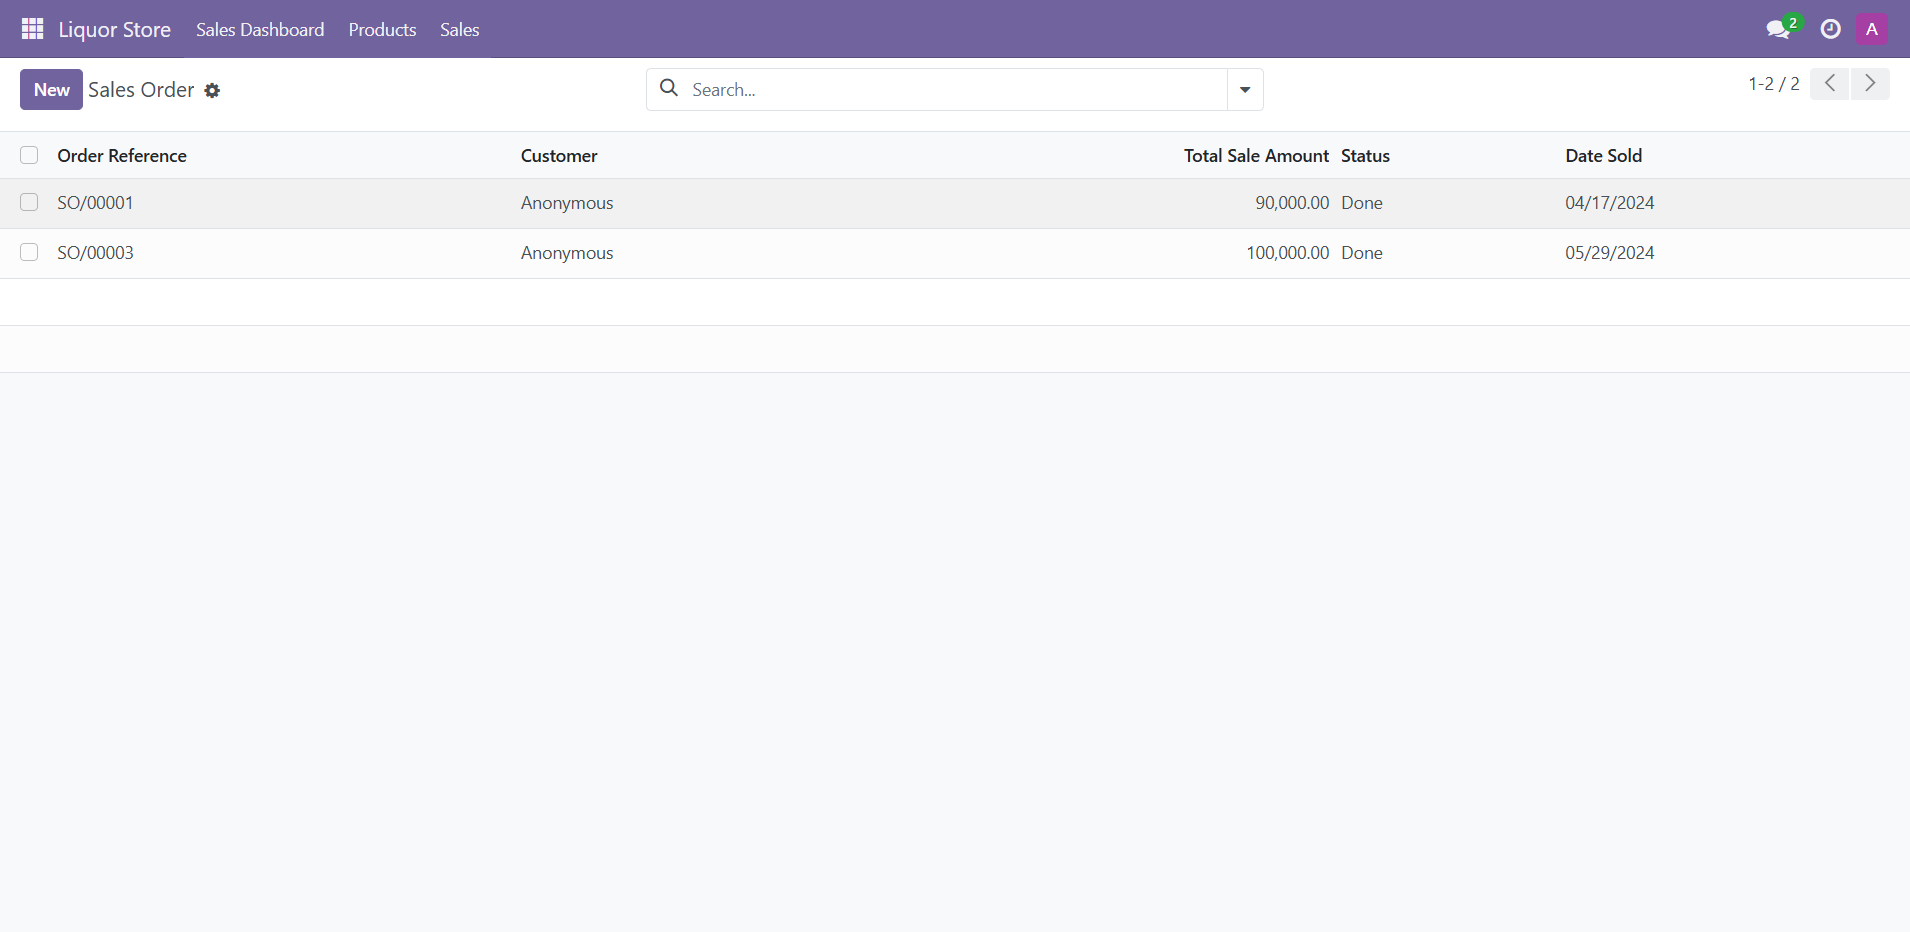 Liquor Store Sales Dashboard Products Sales 2 A
New Sales Order Search... 1-2 / 2
Order Reference Customer Total Sale Amount Status Date Sold
SO/00001 Anonymous 90,000.00 Done 04/17/2024
SO/00003 Anonymous 100,000.00 Done 05/29/2024